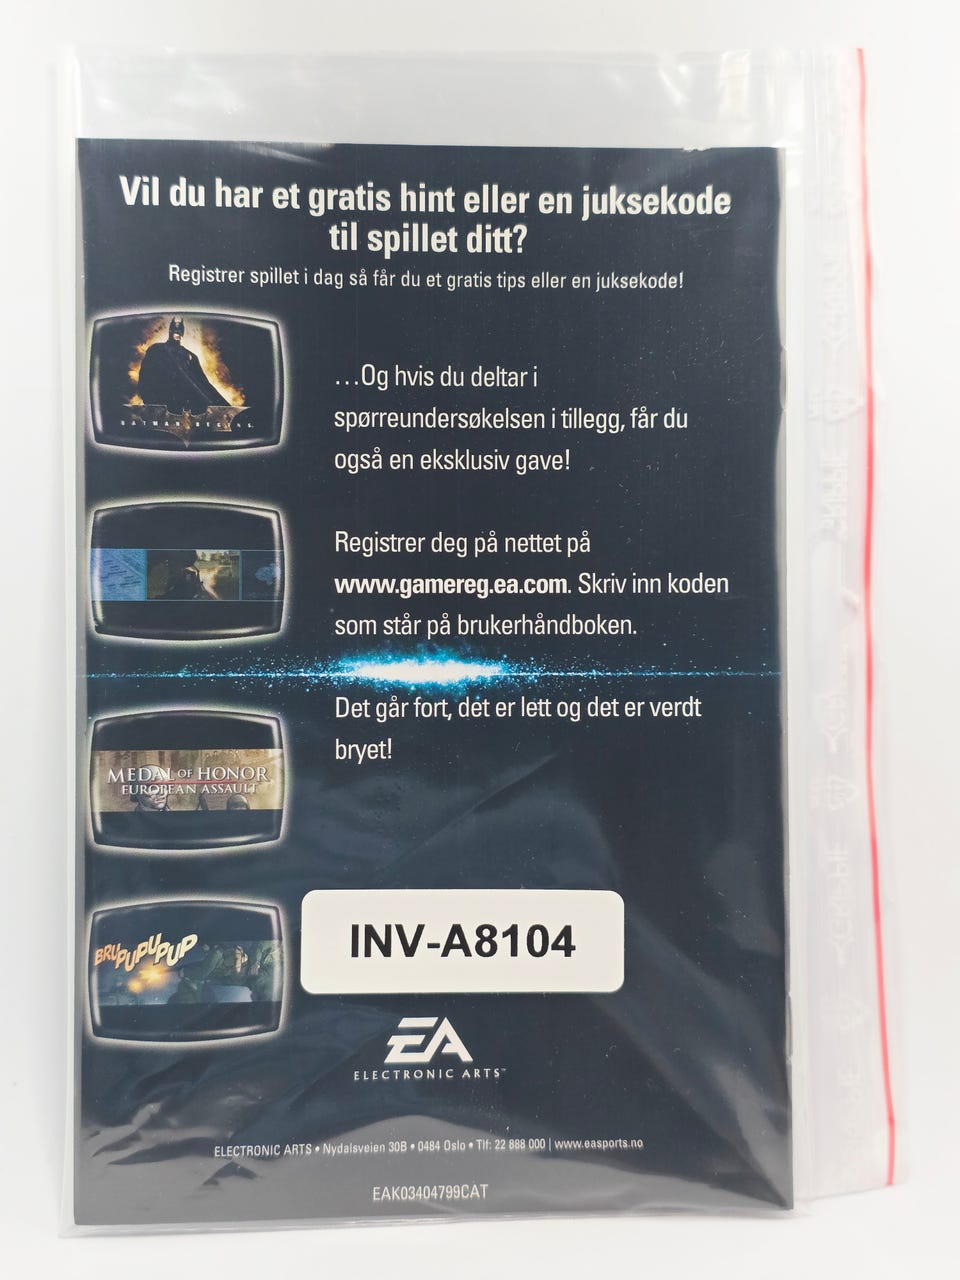 Vil du har et gratis hint eller en juksekode
til spillet ditt?
Registrer spillet i dag så får du et gratis tips eller en juksekode!
BATMAN BEGINS
...Og hvis du deltar i
spørreundersøkelsen i tillegg, får du
også en eksklusiv gave!
Registrer deg på nettet på
www.gamereg.ea.com. Skriv inn koden
som står på brukerhåndboken.
Det går fort, det er lett og det er verdt
bryet!
MEDAL OF HONOR
EUROPEAN ASSAULT
BRUPUPUPUP
INV-A8104
EA
ELECTRONIC ARTS™
ELECTRONIC ARTS • Nydalsveien 30B • 0484 Oslo • Tlf: 22 888 000 | www.easports.no
EAK03404799CAT